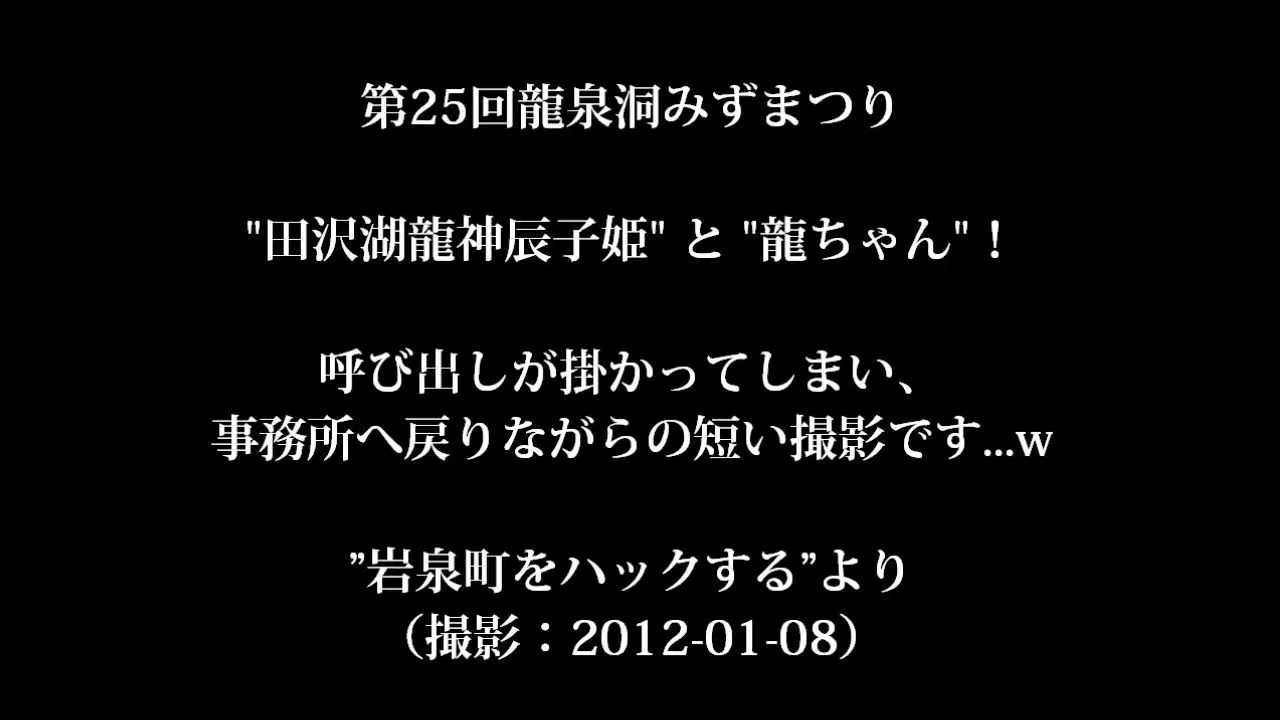 第25回龍泉洞みずまつり
"田沢湖龍神辰子姫" と "龍ちゃん"！
呼び出しが掛かってしまい、
事務所へ戻りながらの短い撮影です...w
”岩泉町をハックする”より
（撮影：2012-01-08）